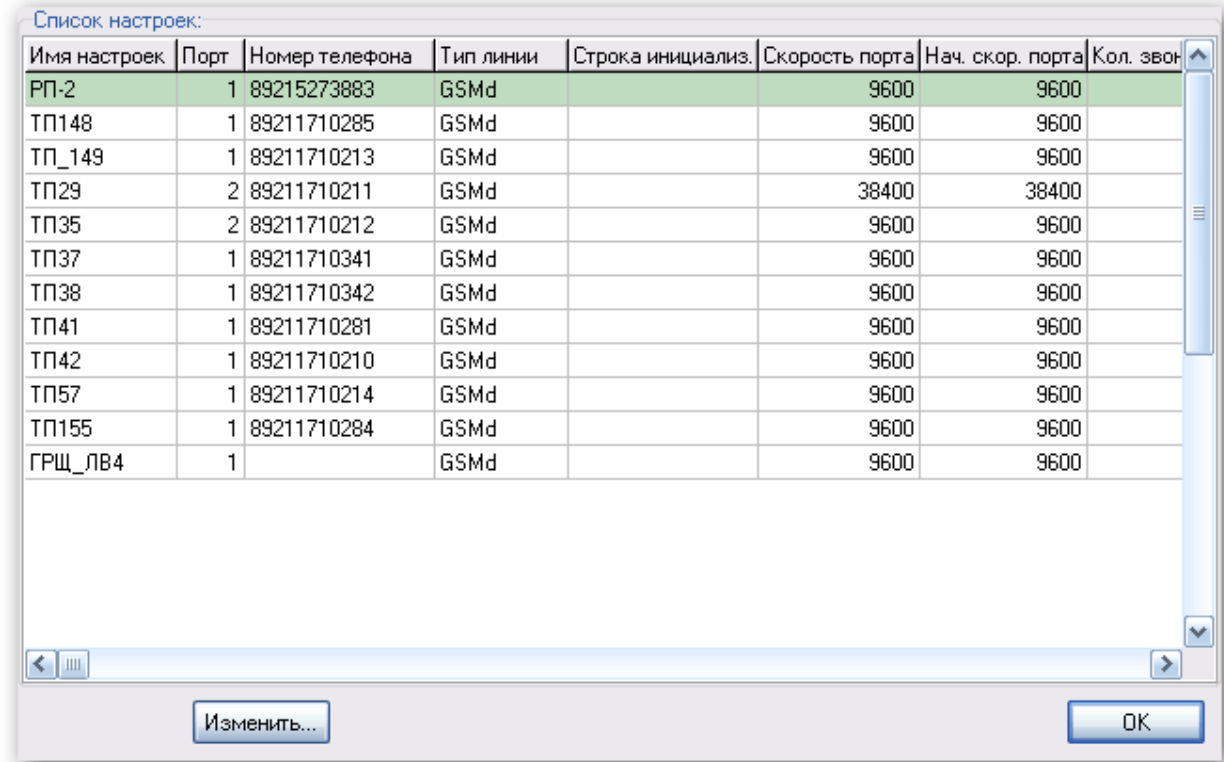 Список настроек:
Имя настроек Порт Номер телефона Тип линии Строка инициализ. Скорость порта Нач. скор. порта Кол. звон
РП-2 1 89215273883 GSMd 9600 9600
ТП148 1 89211710285 GSMd 9600 9600
ТП_149 1 89211710213 GSMd 9600 9600
ТП29 2 89211710211 GSMd 38400 38400
ТП35 2 89211710212 GSMd 9600 9600
ТП37 1 89211710341 GSMd 9600 9600
ТП38 1 89211710342 GSMd 9600 9600
ТП41 1 89211710281 GSMd 9600 9600
ТП42 1 89211710210 GSMd 9600 9600
ТП57 1 89211710214 GSMd 9600 9600
ТП155 1 89211710284 GSMd 9600 9600
ГРЩ_ЛВ4 1 GSMd 9600 9600
Изменить... OK